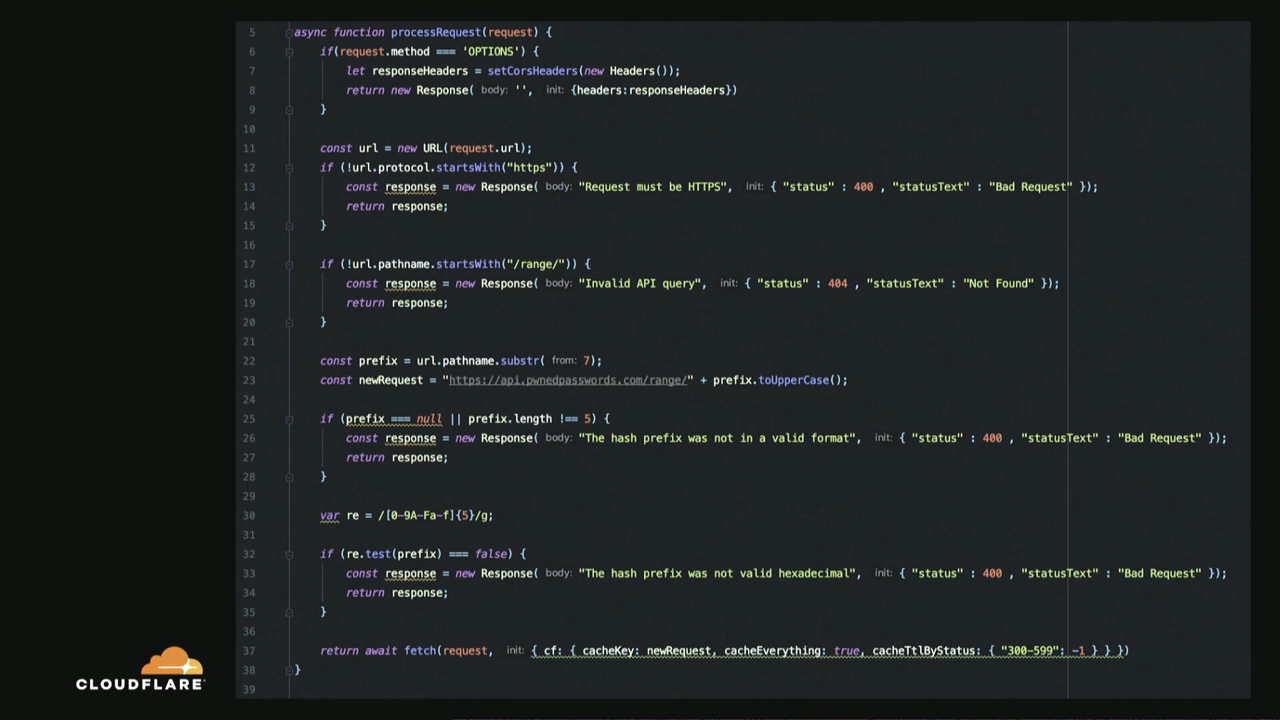 5 async function processRequest(request) {
6 if(request.method === 'OPTIONS') {
7 let responseHeaders = setCorsHeaders(new Headers());
8 return new Response( body: '', init: {headers:responseHeaders})
9 }
10
11 const url = new URL(request.url);
12 if (!url.protocol.startsWith("https")) {
13 const response = new Response( body: "Request must be HTTPS", init: { "status" : 400 , "statusText" : "Bad Request" });
14 return response;
15 }
16
17 if (!url.pathname.startsWith("/range/")) {
18 const response = new Response( body: "Invalid API query", init: { "status" : 404 , "statusText" : "Not Found" });
19 return response;
20 }
21
22 const prefix = url.pathname.substr( from: 7);
23 const newRequest = "https://api.pwnedpasswords.com/range/" + prefix.toUpperCase();
24
25 if (prefix === null || prefix.length !== 5) {
26 const response = new Response( body: "The hash prefix was not in a valid format", init: { "status" : 400 , "statusText" : "Bad Request" });
27 return response;
28 }
29
30 var re = /[0-9A-Fa-f]{5}/g;
31
32 if (re.test(prefix) === false) {
33 const response = new Response( body: "The hash prefix was not valid hexadecimal", init: { "status" : 400 , "statusText" : "Bad Request" });
34 return response;
35 }
36
37 return await fetch(request, init: { cf: { cacheKey: newRequest, cacheEverything: true, cacheTtlByStatus: { "300-599": -1 } } })
38 }
39
CLOUDFLARE